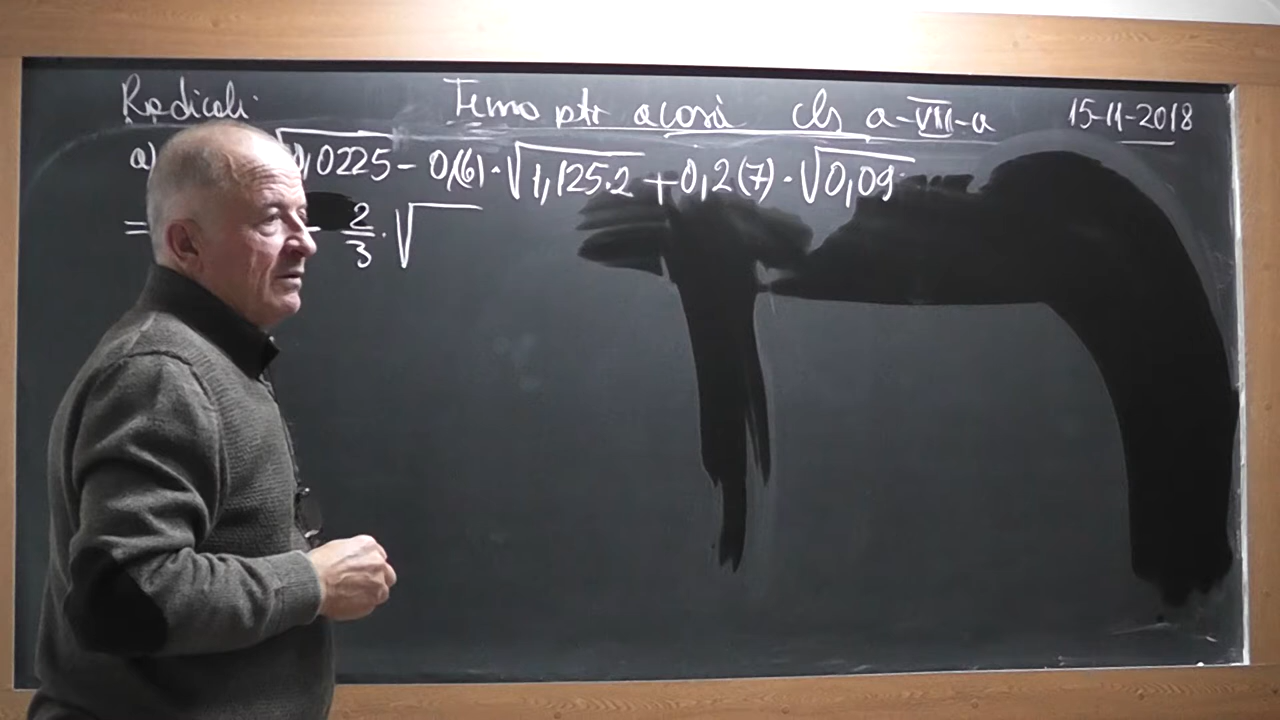 Radicali
Tema ptr acasă cls a-VIII-a 15-11-2018
a) √0,0225 - 0,(6)·√1,125·2 + 0,2(7)·√0,09
= - 2/3 · √